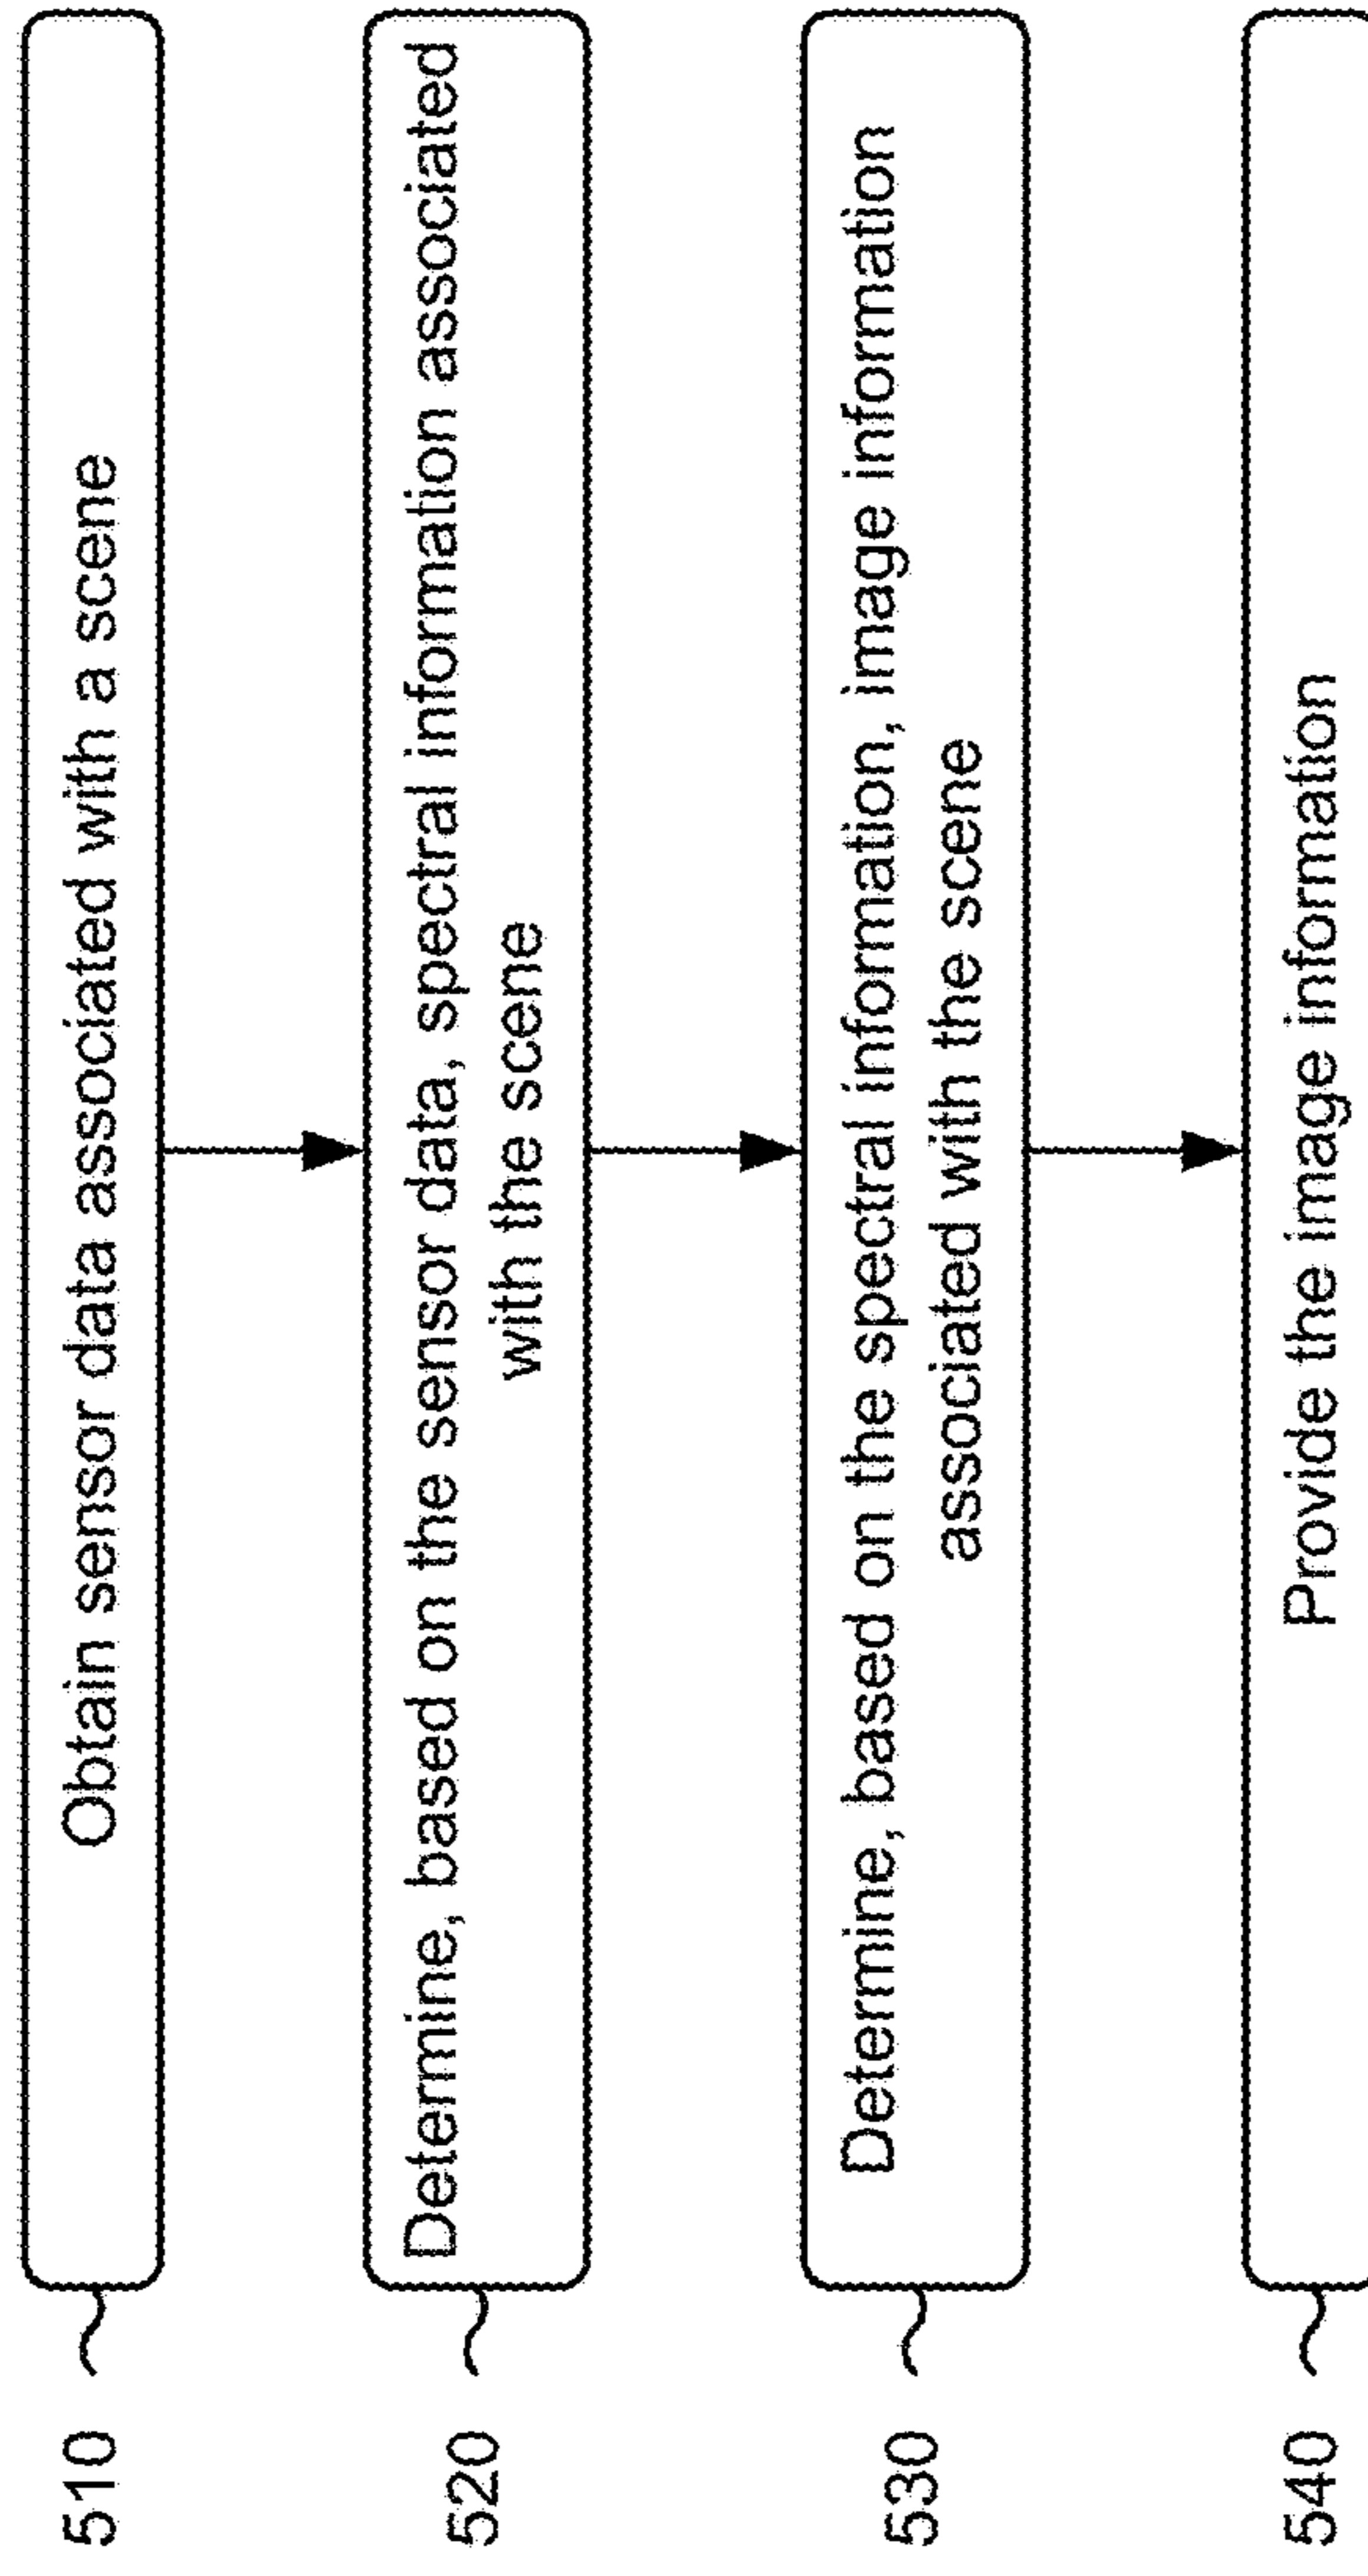 510
Obtain sensor data associated with a scene
520
Determine, based on the sensor data, spectral information associated
with the scene
530
Determine, based on the spectral information, image information
associated with the scene
540
Provide the image information